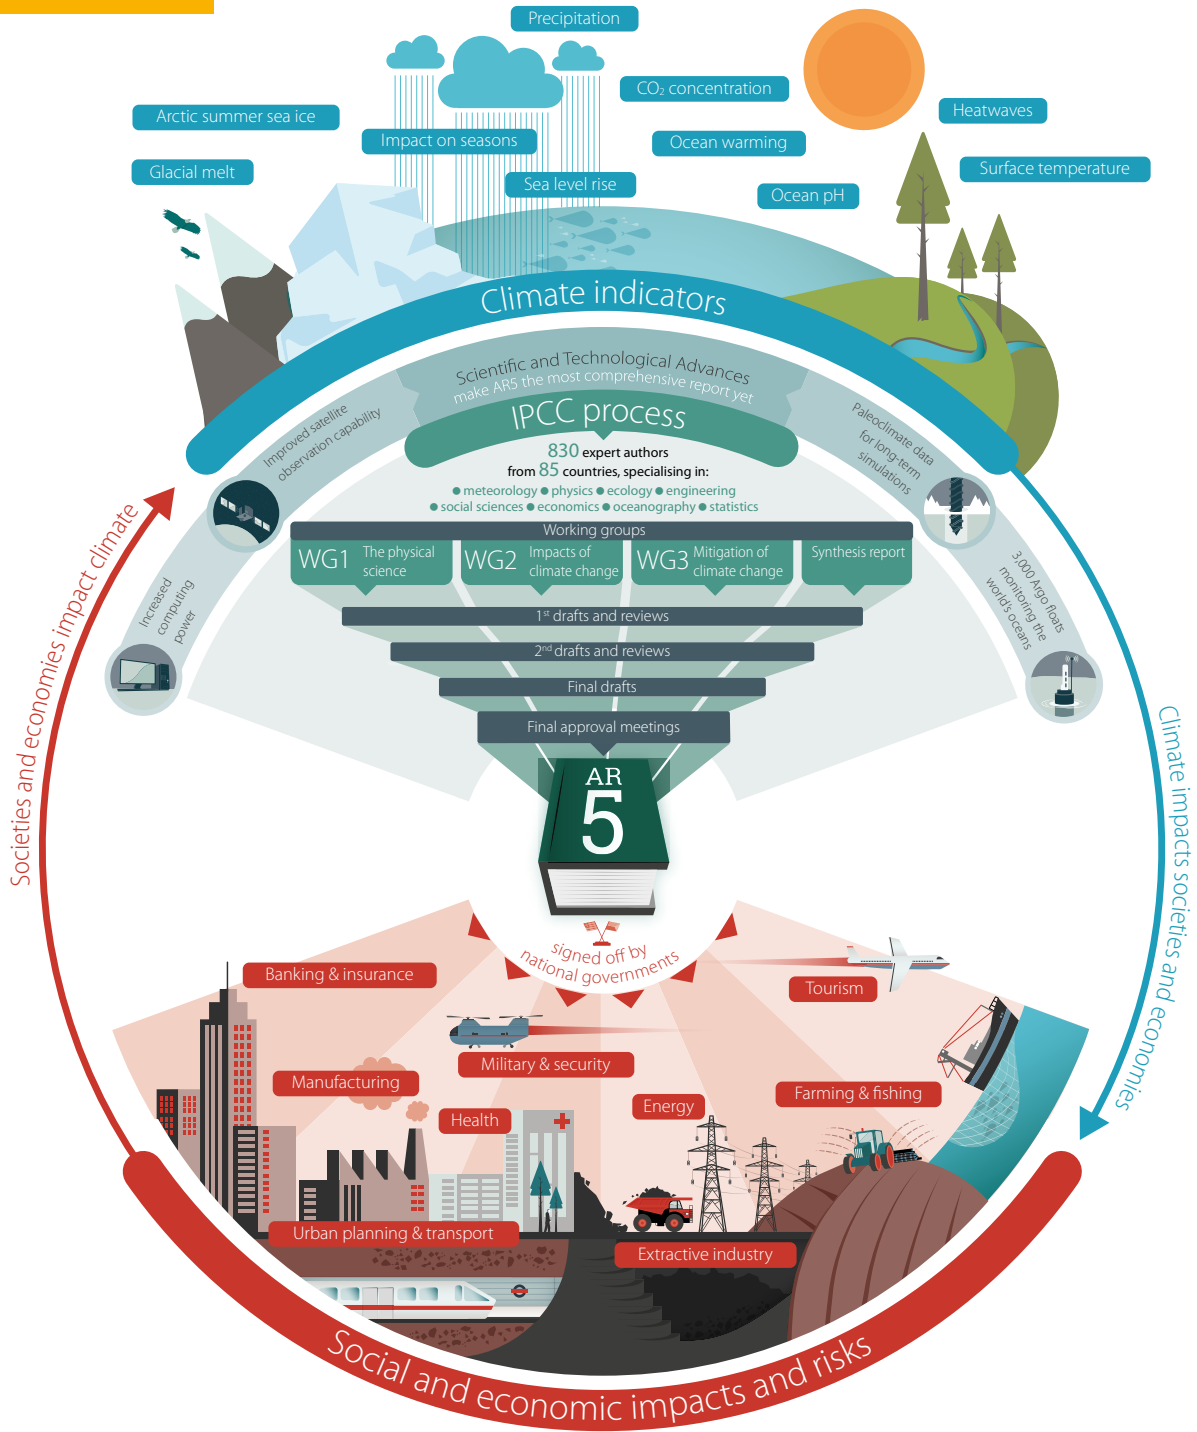 Precipitation
CO₂ concentration
Heatwaves
Arctic summer sea ice
Impact on seasons
Ocean warming
Surface temperature
Glacial melt
Sea level rise
Ocean pH
Climate indicators
Scientific and Technological Advances
make AR5 the most comprehensive report yet
IPCC process
830 expert authors
from 85 countries, specialising in:
● meteorology ● physics ● ecology ● engineering
● social sciences ● economics ● oceanography ● statistics
Improved satellite
observation capability
Increased
computing
power
Paleoclimate data
for long-term
simulations
3,000 Argo floats
monitoring the
world's oceans
Working groups
WG1 The physical
science
WG2 Impacts of
climate change
WG3 Mitigation of
climate change
Synthesis report
1st drafts and reviews
2nd drafts and reviews
Final drafts
Final approval meetings
AR
5
signed off by
national governments
Societies and economies impact climate
Climate impacts societies and economies
Banking & insurance
Tourism
Military & security
Manufacturing
Farming & fishing
Energy
Health
Urban planning & transport
Extractive industry
Social and economic impacts and risks